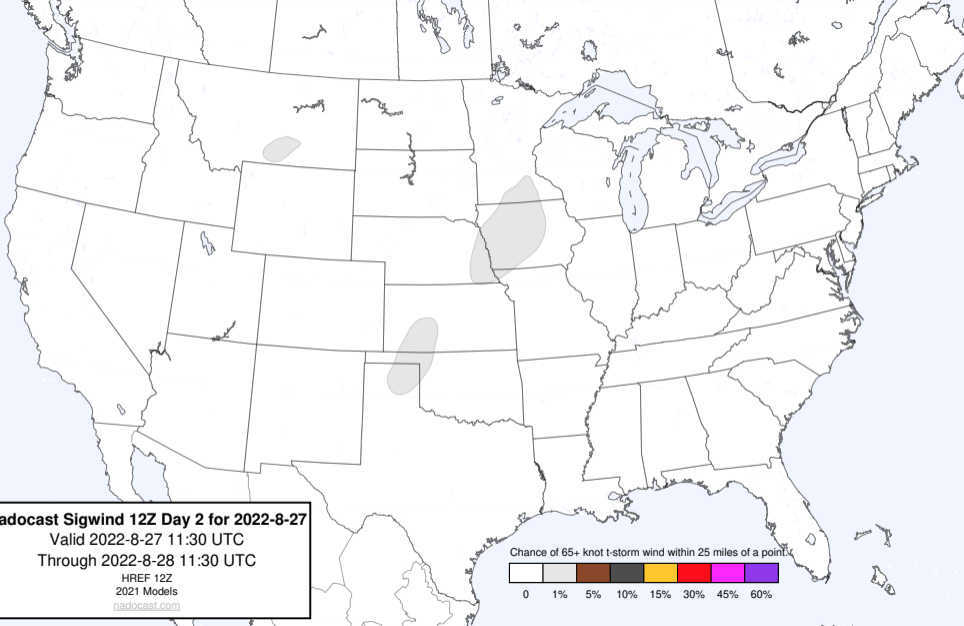 adocast Sigwind 12Z Day 2 for 2022-8-27
Valid 2022-8-27 11:30 UTC
Through 2022-8-28 11:30 UTC
HREF 12Z
2021 Models
nadocast.com
Chance of 65+ knot t-storm wind within 25 miles of a point.
0 1% 5% 10% 15% 30% 45% 60%